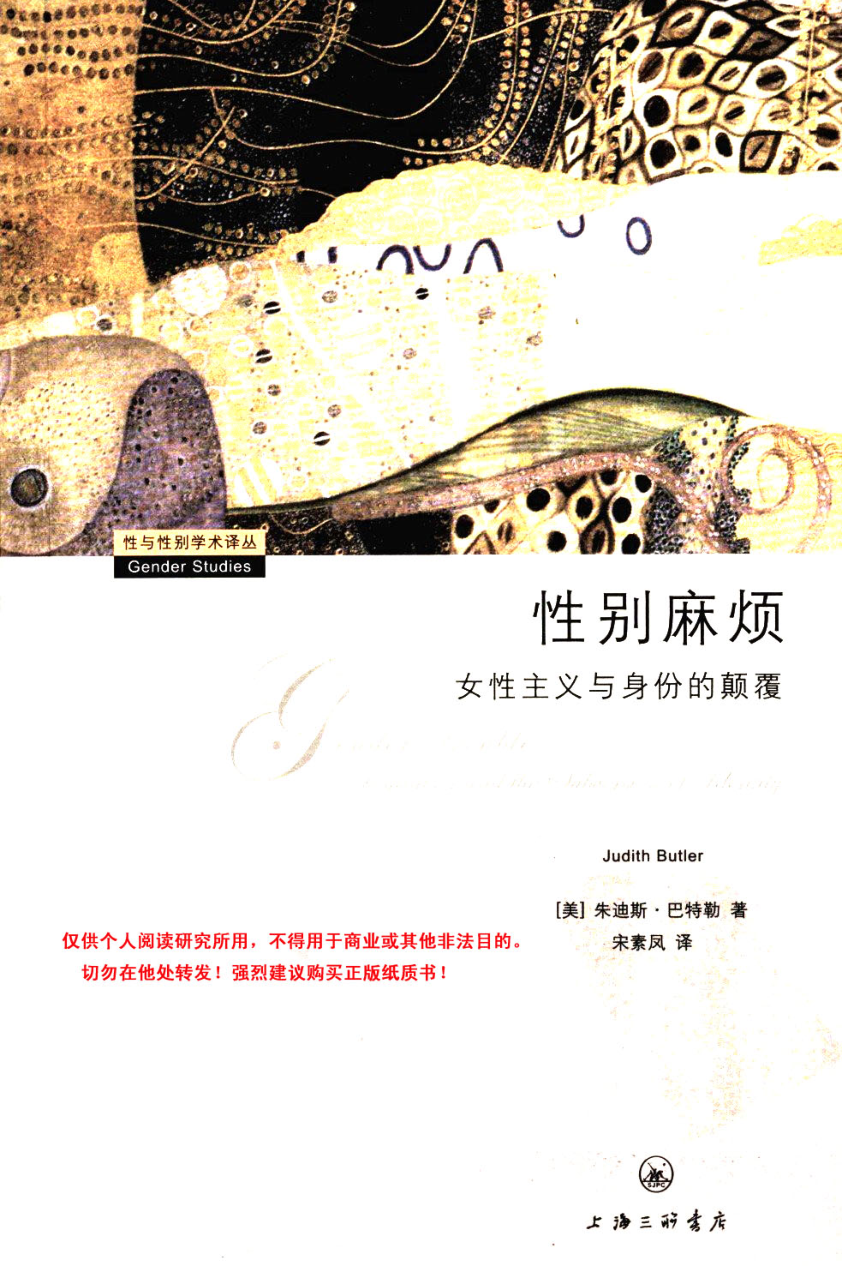 性与性别学术译丛
Gender Studies
性别麻烦
女性主义与身份的颠覆
Judith Butler
[美] 朱迪斯·巴特勒 著
宋素凤 译
仅供个人阅读研究所用，不得用于商业或其他非法目的。
切勿在他处转发！强烈建议购买正版纸质书！
SJPC
上海三联书店